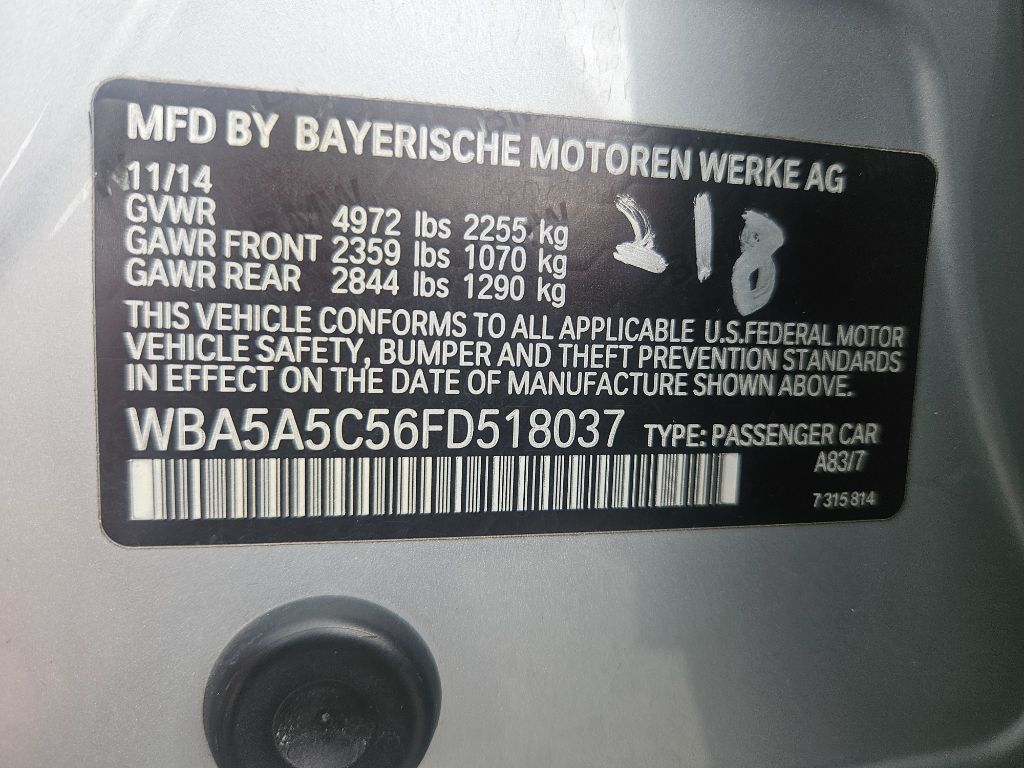 MFD BY BAYERISCHE MOTOREN WERKE AG
11/14
GVWR 4972 lbs 2255 kg
GAWR FRONT 2359 lbs 1070 kg
GAWR REAR 2844 lbs 1290 kg
218
THIS VEHICLE CONFORMS TO ALL APPLICABLE U.S.FEDERAL MOTOR
VEHICLE SAFETY, BUMPER AND THEFT PREVENTION STANDARDS
IN EFFECT ON THE DATE OF MANUFACTURE SHOWN ABOVE.
WBA5A5C56FD518037 TYPE: PASSENGER CAR
A83/7
7 315 814